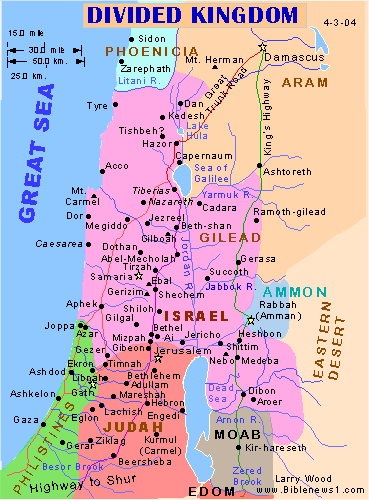 DIVIDED KINGDOM
4-3-04
15.0 mile
30.0 mile
50.0 km.
25.0 km.
Sidon
PHOENICIA
Zarephath
Litani R.
Mt. Herman
Damascus
Great
Trunk Road
ARAM
King's Highway
GREAT SEA
Tyre
Dan
Kedesh
Tishbeh?
Lake
Hula
Hazor
Capernaum
Acco
Sea of
Galilee
Ashtoreth
Tiberias
Mt.
Carmel
Nazareth
Yarmuk R.
Cadara
Dor
Jezreel
Megiddo
Ramoth-gilead
Beth-shan
Gilboah
GILEAD
Caesarea
Dothan
Abel-Mecholah
Jordan R.
Gerasa
Tirzah
Samaria
Ebal
Succoth
Gerizim
Shechem
Jabbok R.
AMMON
Aphek
Shiloh
ISRAEL
Rabbah
(Amman)
Joppa
Gilgal
Azar
Bethel
Mizpah
Ai
Jericho
Heshbon
Gezer
Gibeon
Jerusalem
Shittim
Ekron
Timnah
Nebo
Medeba
Ashdod
Libnah
Bethlehem
Gath
Adullam
EASTERN
DESERT
Ashkelon
Mareshah
Dead
Sea
Dibon
Hebron
Aroer
Lachish
Eglon
Engedi
Gaza
Arnon R.
JUDAH
MOAB
PHILISTINES
Gerar
Ziklag
Kumul
(Carmel)
Kir-hareseth
Besor Brook
Beersheba
Zered
Brook
Larry Wood
Highway to Shur
EDOM
www.Biblenews1.com